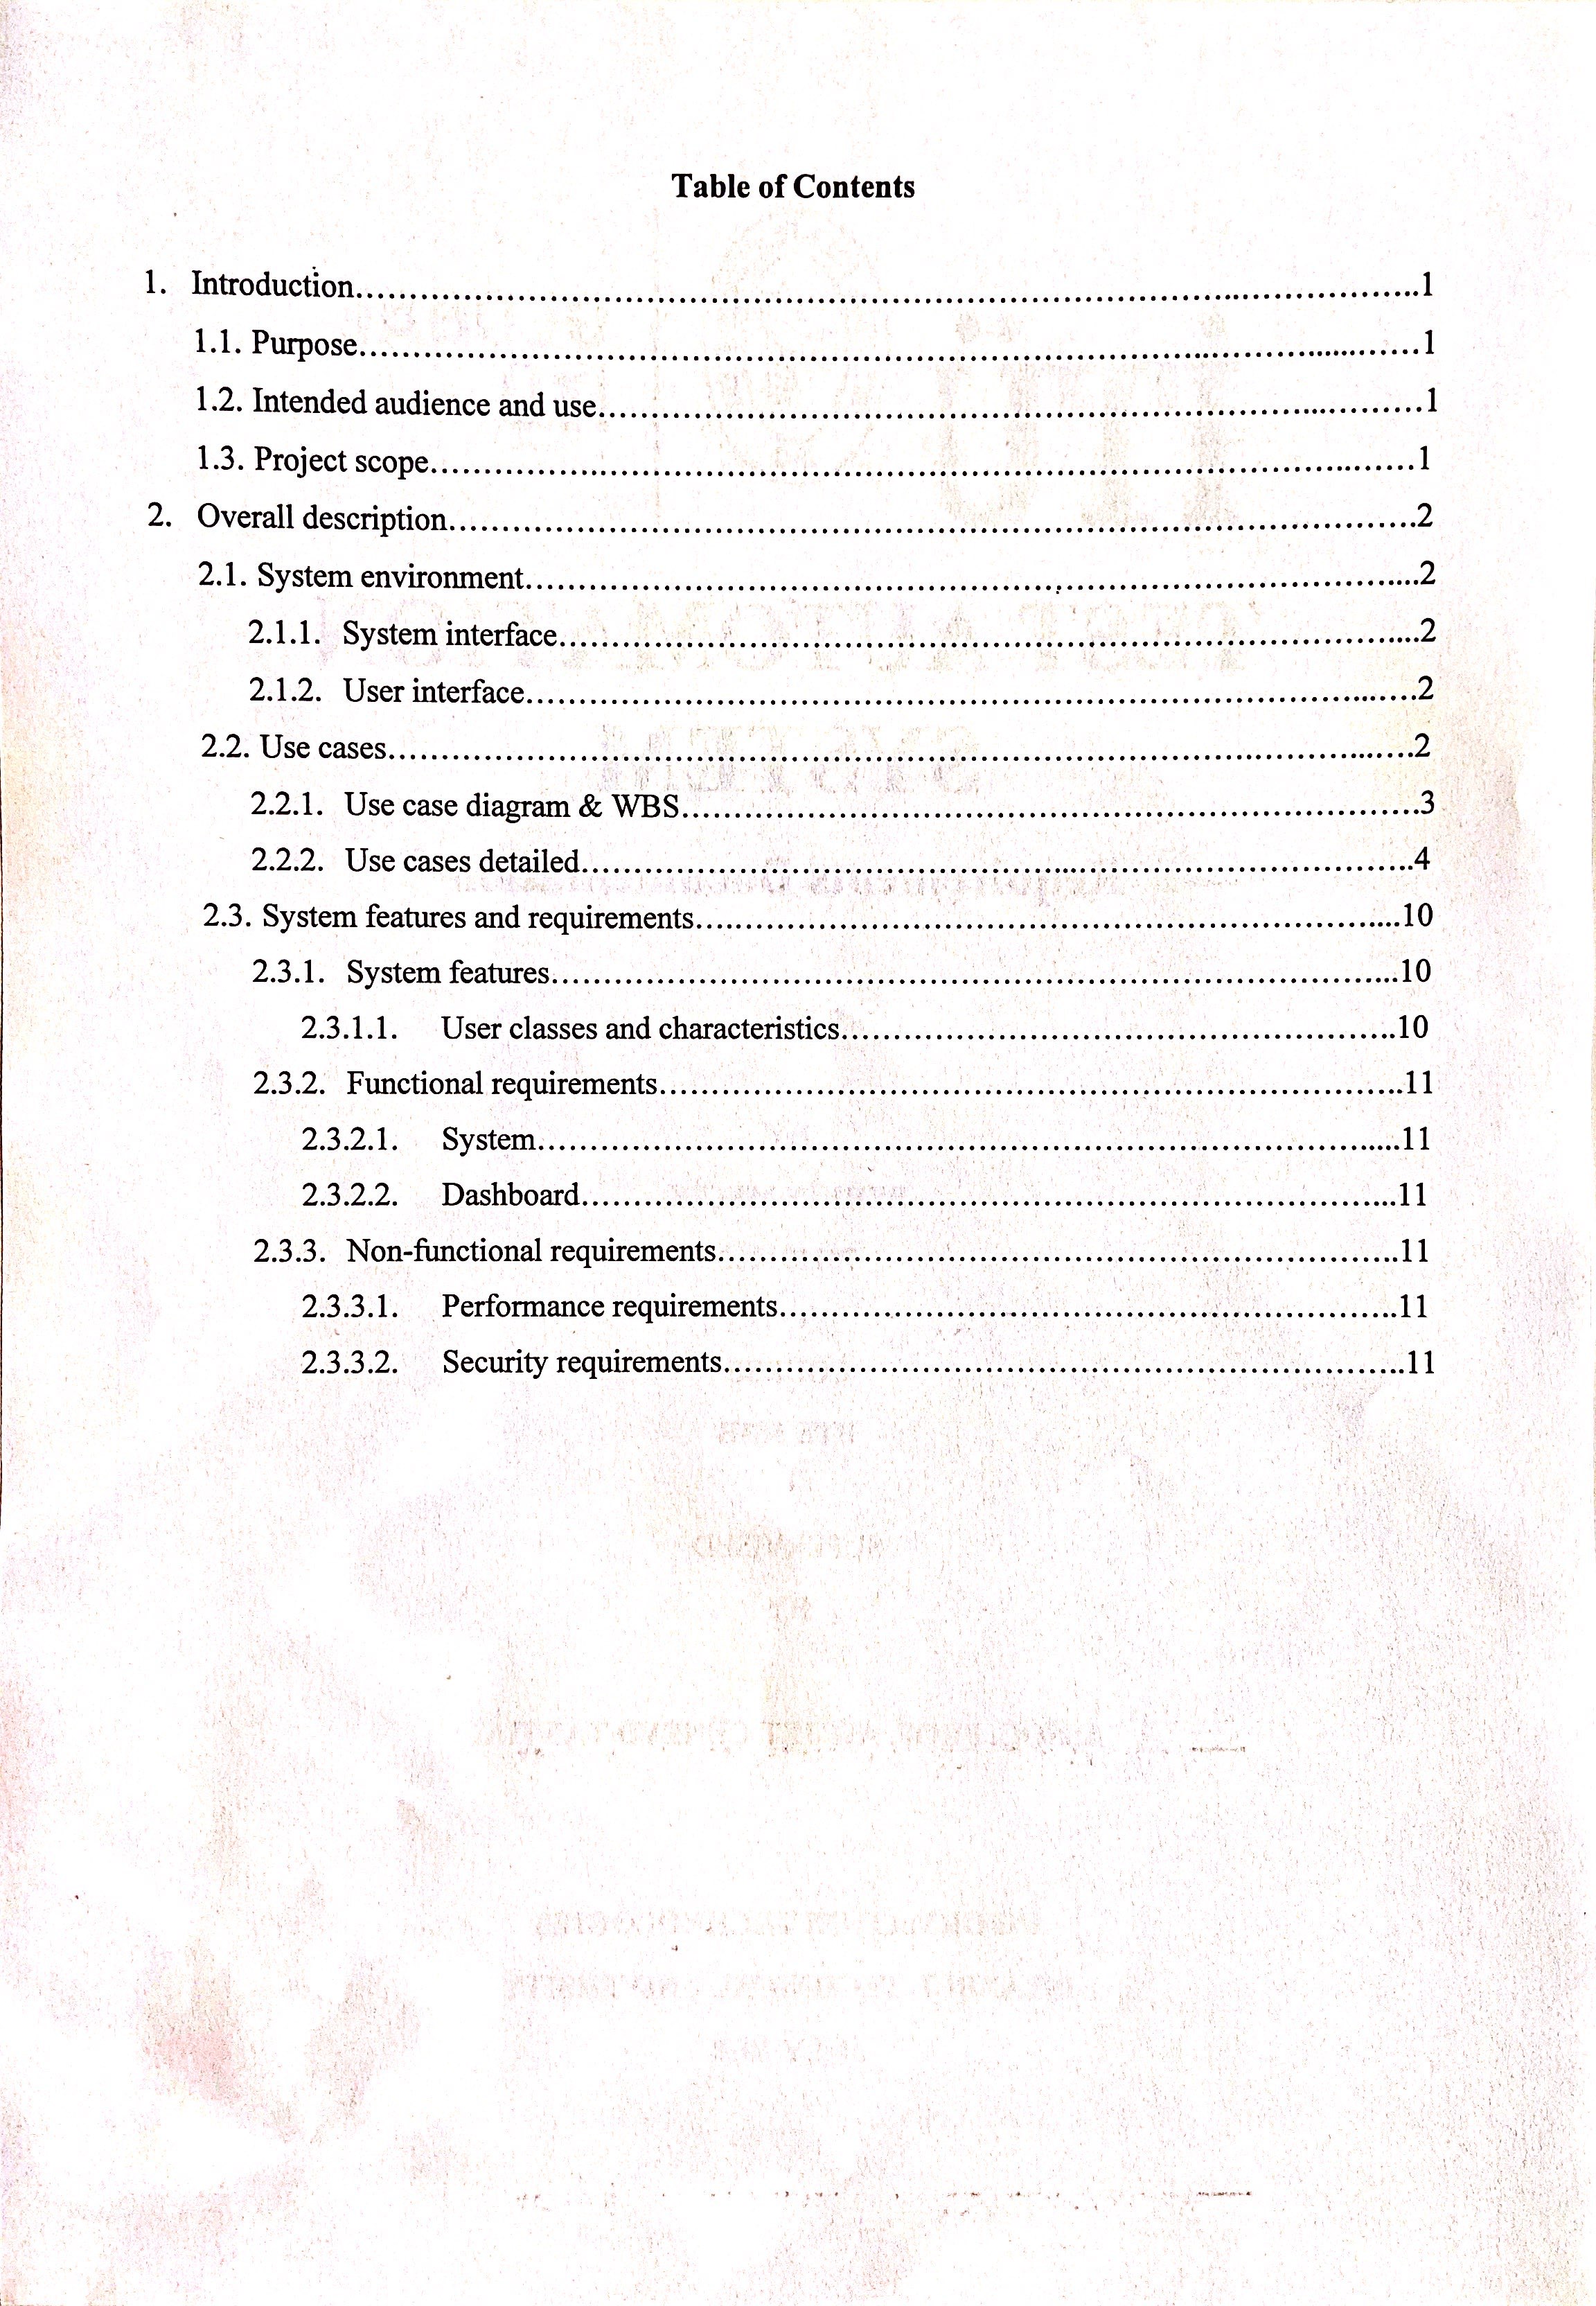 Table of Contents
1. Introduction........................................1
1.1. Purpose........................................1
1.2. Intended audience and use........................................1
1.3. Project scope........................................1
2. Overall description........................................2
2.1. System environment........................................2
2.1.1. System interface........................................2
2.1.2. User interface........................................2
2.2. Use cases........................................2
2.2.1. Use case diagram & WBS........................................3
2.2.2. Use cases detailed........................................4
2.3. System features and requirements........................................10
2.3.1. System features........................................10
2.3.1.1. User classes and characteristics........................................10
2.3.2. Functional requirements........................................11
2.3.2.1. System........................................11
2.3.2.2. Dashboard........................................11
2.3.3. Non-functional requirements........................................11
2.3.3.1. Performance requirements........................................11
2.3.3.2. Security requirements........................................11